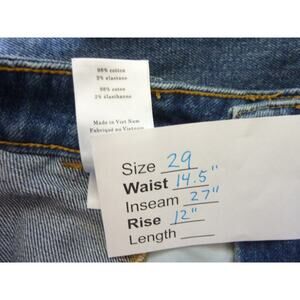 98% cotton
2% elastane
98% cotton
2% élasthanne
Made in Viet Nam
Fabriqué au Vietnam
Size 29
Waist 14.5"
Inseam 27"
Rise 12"
Length